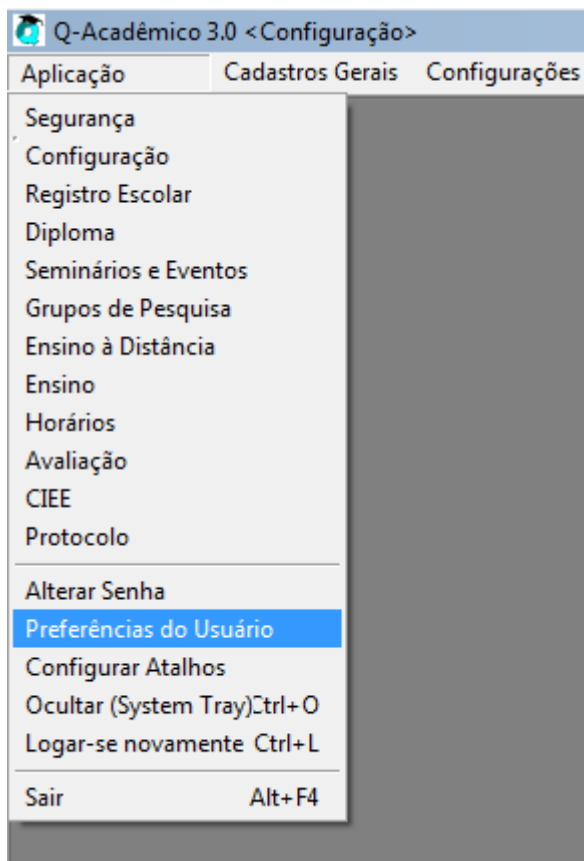 Q-Acadêmico 3.0 <Configuração>
Aplicação Cadastros Gerais Configurações
Segurança
Configuração
Registro Escolar
Diploma
Seminários e Eventos
Grupos de Pesquisa
Ensino à Distância
Ensino
Horários
Avaliação
CIEE
Protocolo
Alterar Senha
Preferências do Usuário
Configurar Atalhos
Ocultar (System Tray) Ctrl+O
Logar-se novamente Ctrl+L
Sair Alt+F4